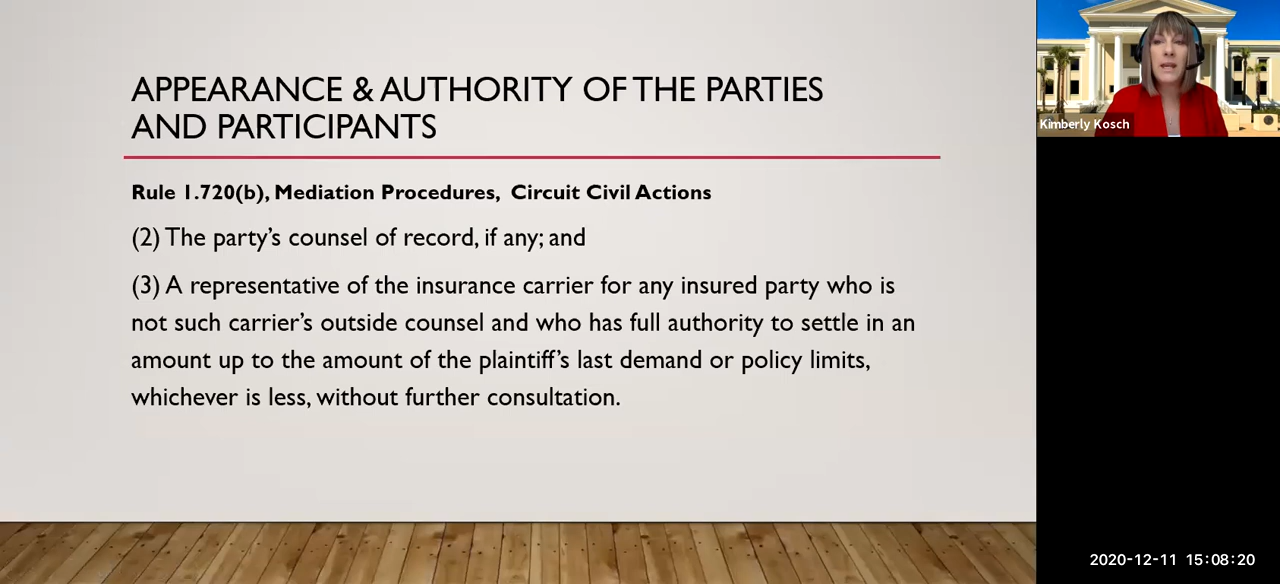 APPEARANCE & AUTHORITY OF THE PARTIES
AND PARTICIPANTS
Rule 1.720(b), Mediation Procedures, Circuit Civil Actions
(2) The party’s counsel of record, if any; and
(3) A representative of the insurance carrier for any insured party who is
not such carrier’s outside counsel and who has full authority to settle in an
amount up to the amount of the plaintiff’s last demand or policy limits,
whichever is less, without further consultation.
Kimberly Kosch
2020-12-11 15:08:20